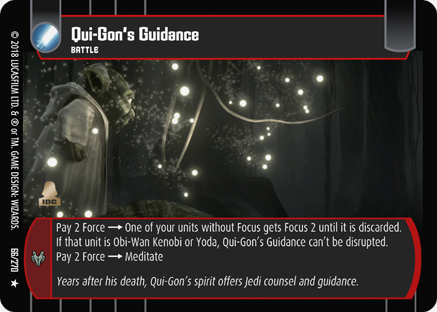 Qui-Gon's Guidance
BATTLE
© 2018 LUCASFILM LTD. & ® or TM. GAME DESIGN: WIZARDS.
IDC
Pay 2 Force → One of your units without Focus gets Focus 2 until it is discarded.
If that unit is Obi-Wan Kenobi or Yoda, Qui-Gon's Guidance can't be disrupted.
Pay 2 Force → Meditate
Years after his death, Qui-Gon's spirit offers Jedi counsel and guidance.